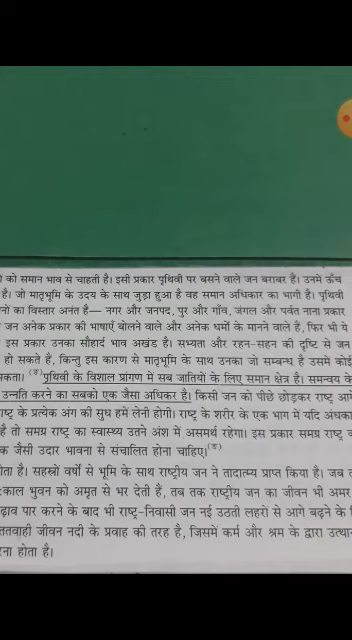 को समान भाव से चाहती है। इसी प्रकार पृथिवी पर बसने वाले जन बराबर हैं। उनमें ऊँच
है। जो मातृभूमि के उदय के साथ जुड़ा हुआ है वह समान अधिकार का भागी है। पृथिवी
का विस्तार अनंत है— नगर और जनपद, पुर और गाँव, जंगल और पर्वत नाना प्रकार
जन अनेक प्रकार की भाषाएँ बोलने वाले और अनेक धर्मों के मानने वाले हैं, फिर भी ये
इस प्रकार उनका सौहार्द भाव अखंड है। सभ्यता और रहन-सहन की दृष्टि से जन
हो सकते हैं, किन्तु इस कारण से मातृभूमि के साथ उनका जो सम्बन्ध है उसमें कोई
(ङ) पृथिवी के विशाल प्रांगण में सब जातियों के लिए समान क्षेत्र है। समन्वय के
उन्नति करने का सबको एक जैसा अधिकार है। किसी जन को पीछे छोड़कर राष्ट्र आगे
राष्ट्र के प्रत्येक अंग की सुध हमें लेनी होगी। राष्ट्र के शरीर के एक भाग में यदि अंधका
है तो समग्र राष्ट्र का स्वास्थ्य उतने अंश में असमर्थ रहेगा। इस प्रकार समग्र राष्ट्र
जैसी उदार भावना से संचालित होना चाहिए।(ङ)
है। सहस्त्रों वर्षों से भूमि के साथ राष्ट्रीय जन ने तादात्म्य प्राप्त किया है। जब
भुवन को अमृत से भर देती हैं, तब तक राष्ट्रीय जन का जीवन भी अमर
पार करने के बाद भी राष्ट्र-निवासी जन नई उठती लहरों से आगे बढ़ने के
जीवन नदी के प्रवाह की तरह है, जिसमें कर्म और श्रम के द्वारा उत्था
होता है।